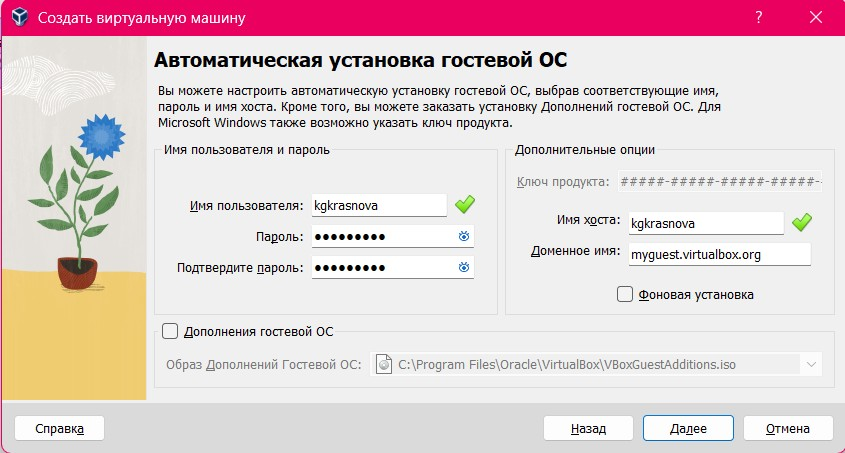 Создать виртуальную машину
Автоматическая установка гостевой ОС
Вы можете настроить автоматическую установку гостевой ОС, выбрав соответствующие имя,
пароль и имя хоста. Кроме того, вы можете заказать установку Дополнений гостевой ОС. Для
Microsoft Windows также возможно указать ключ продукта.
Имя пользователя и пароль
Имя пользователя: kgkrasnova
Пароль: ●●●●●●●●●
Подтвердите пароль: ●●●●●●●●●
Дополнительные опции
Ключ продукта: #####-#####-#####-#####-
Имя хоста: kgkrasnova
Доменное имя: myguest.virtualbox.org
Фоновая установка
Дополнения гостевой ОС
Образ Дополнений Гостевой ОС: C:\Program Files\Oracle\VirtualBox\VBoxGuestAdditions.iso
Справка Назад Далее Отмена